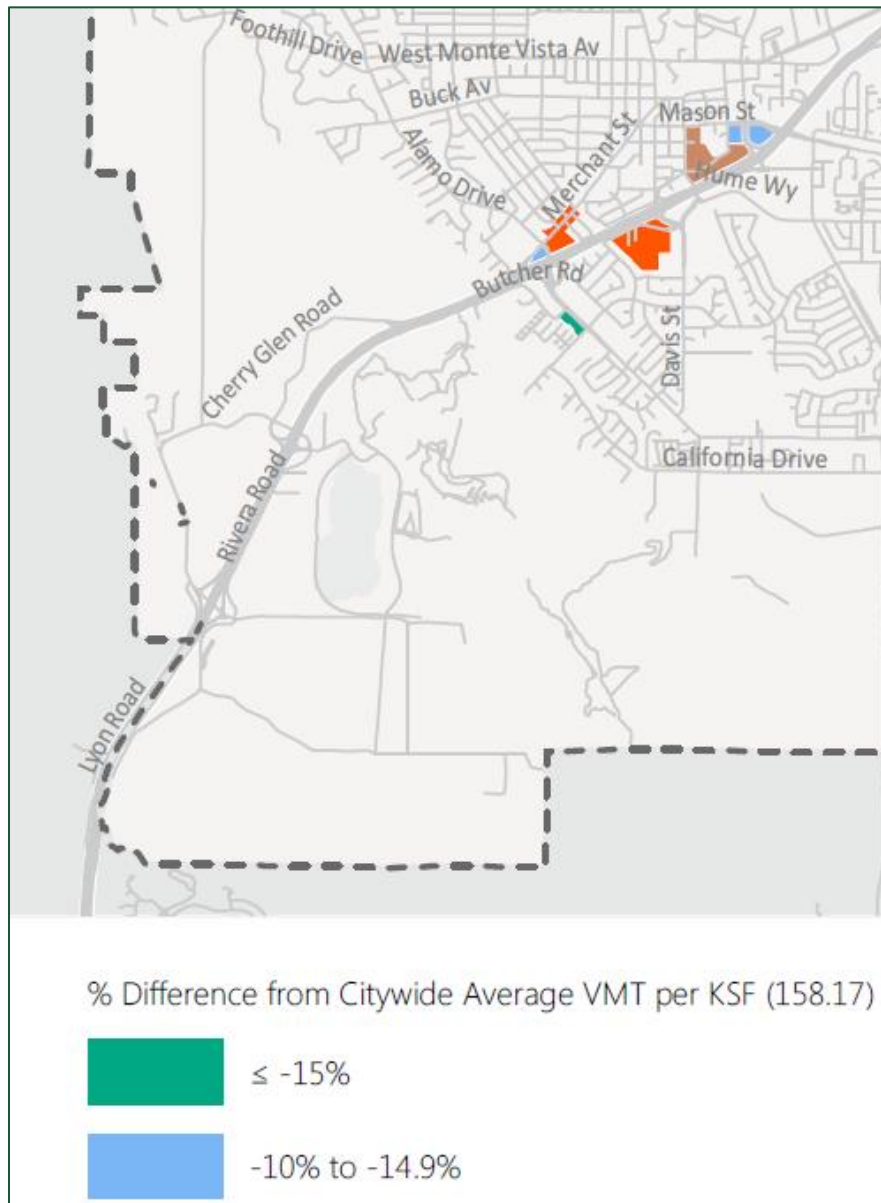 Foothill Drive
West Monte Vista Av
Buck Av
Mason St
Alamo Drive
Merchant St
Hume Wy
Butcher Rd
Cherry Glen Road
Davis St
California Drive
Rivera Road
Lyon Road
% Difference from Citywide Average VMT per KSF (158.17)
≤ -15%
-10% to -14.9%